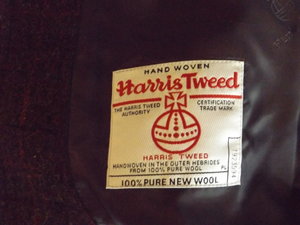 HAND WOVEN
Harris Tweed
THE HARRIS TWEED CERTIFICATION
AUTHORITY TRADE MARK
HARRIS TWEED
HANDWOVEN IN THE OUTER HEBRIDES
FROM 100% PURE WOOL
100% PURE NEW WOOL